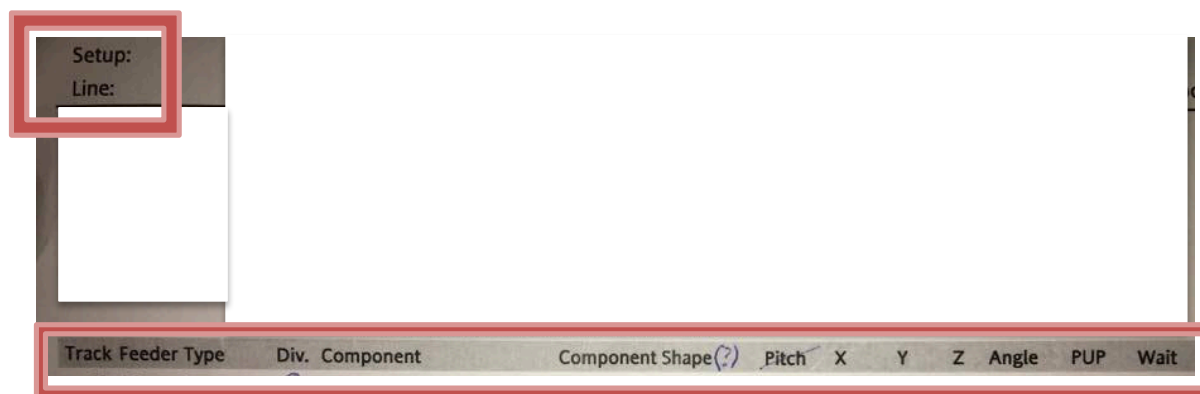 Setup:
Line:
Track Feeder Type Div. Component Component Shape (?) Pitch X Y Z Angle PUP Wait